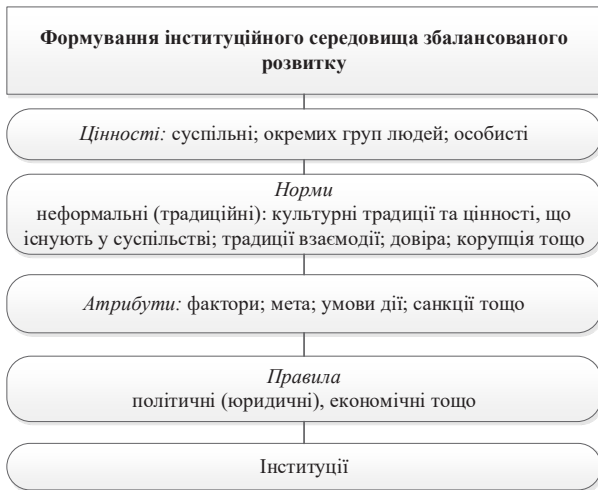 Формування інституційного середовища збалансованого
розвитку
Цінності: суспільні; окремих груп людей; особисті
Норми
неформальні (традиційні): культурні традиції та цінності, що
існують у суспільстві; традиції взаємодії; довіра; корупція тощо
Атрибути: фактори; мета; умови дії; санкції тощо
Правила
політичні (юридичні), економічні тощо
Інституції